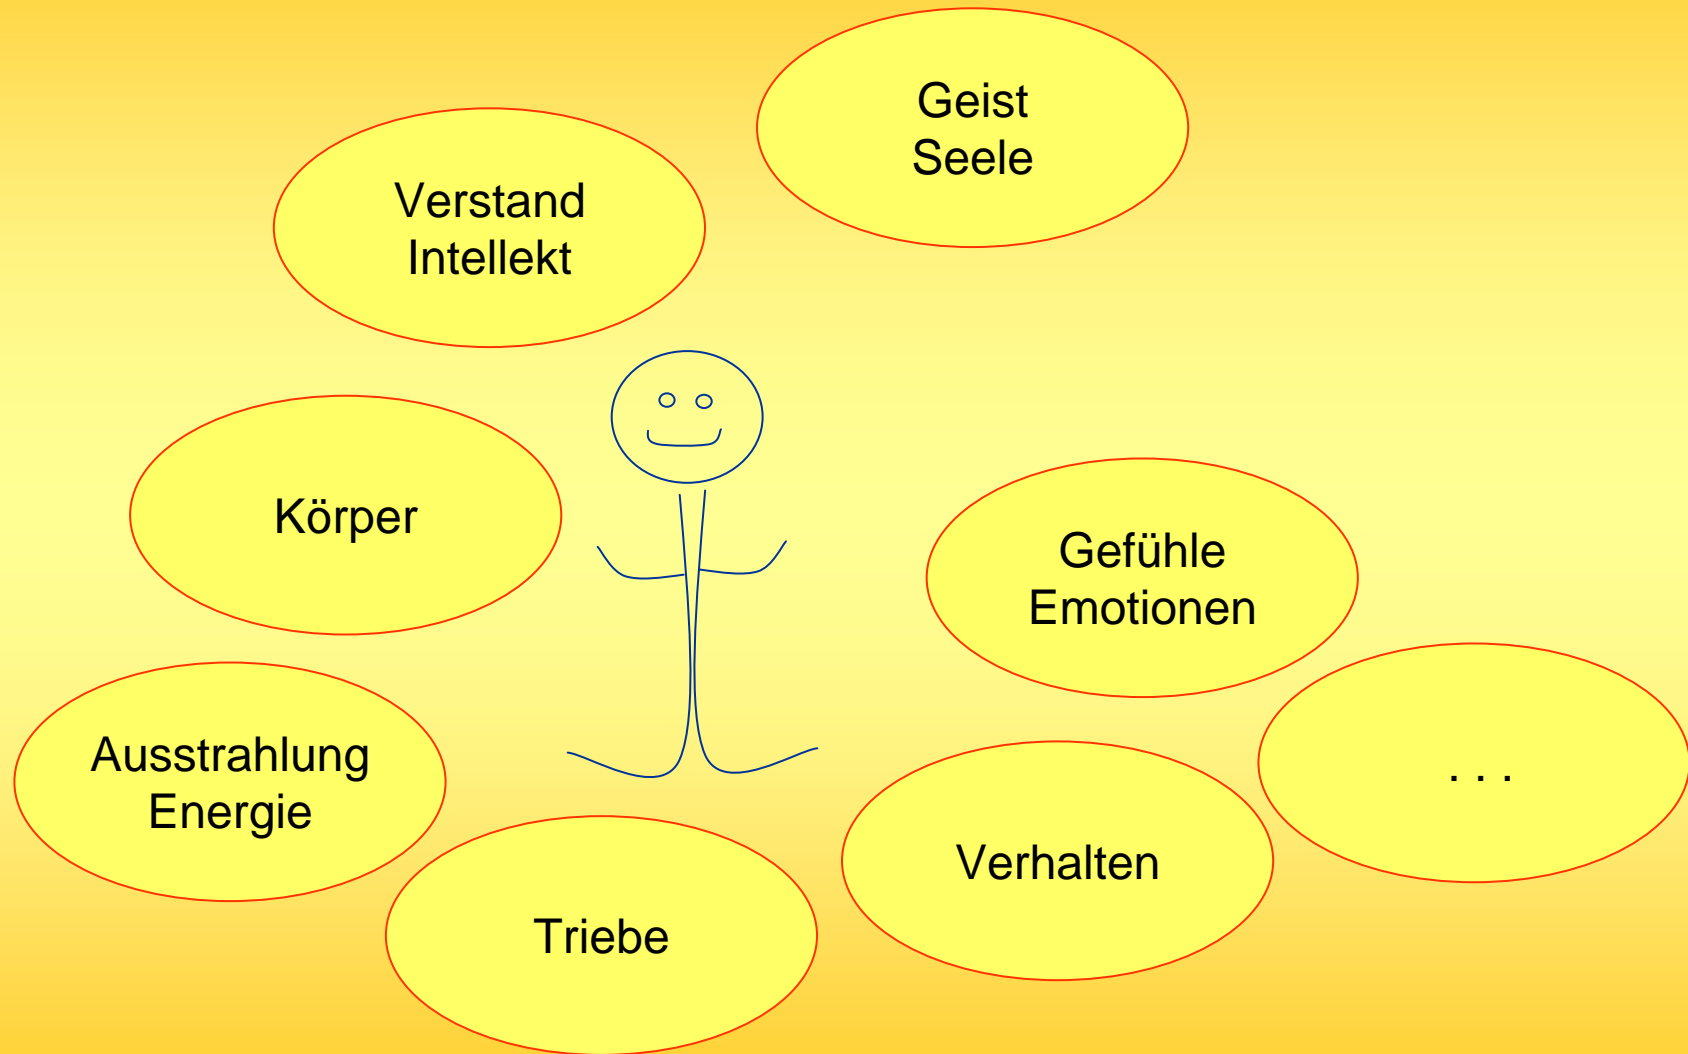 Geist
Seele
Verstand
Intellekt
Körper
Gefühle
Emotionen
Ausstrahlung
Energie
. . .
Verhalten
Triebe